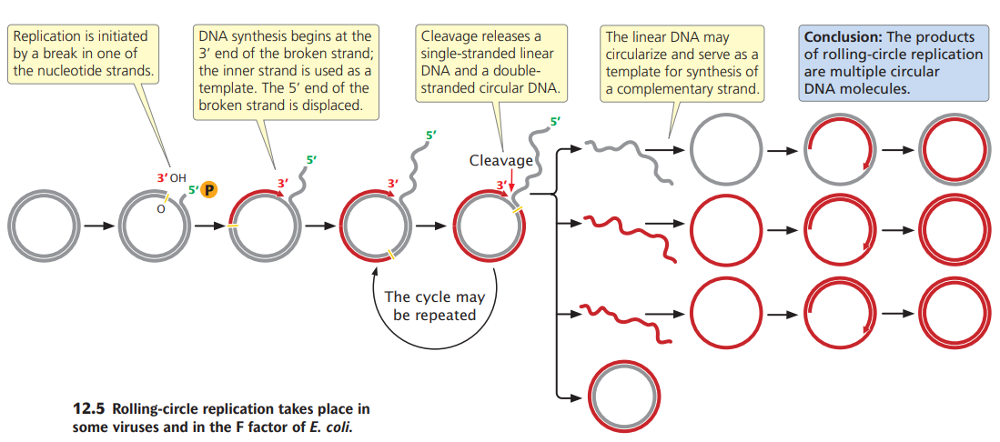 Replication is initiated
by a break in one of
the nucleotide strands.
DNA synthesis begins at the
3′ end of the broken strand;
the inner strand is used as a
template. The 5′ end of the
broken strand is displaced.
Cleavage releases a
single-stranded linear
DNA and a double-
stranded circular DNA.
The linear DNA may
circularize and serve as a
template for synthesis of
a complementary strand.
Conclusion: The products
of rolling-circle replication
are multiple circular
DNA molecules.
3′ OH
5′ P
O
3′
5′
3′
5′
5′
Cleavage
3′
The cycle may
be repeated
12.5 Rolling-circle replication takes place in
some viruses and in the F factor of E. coli.